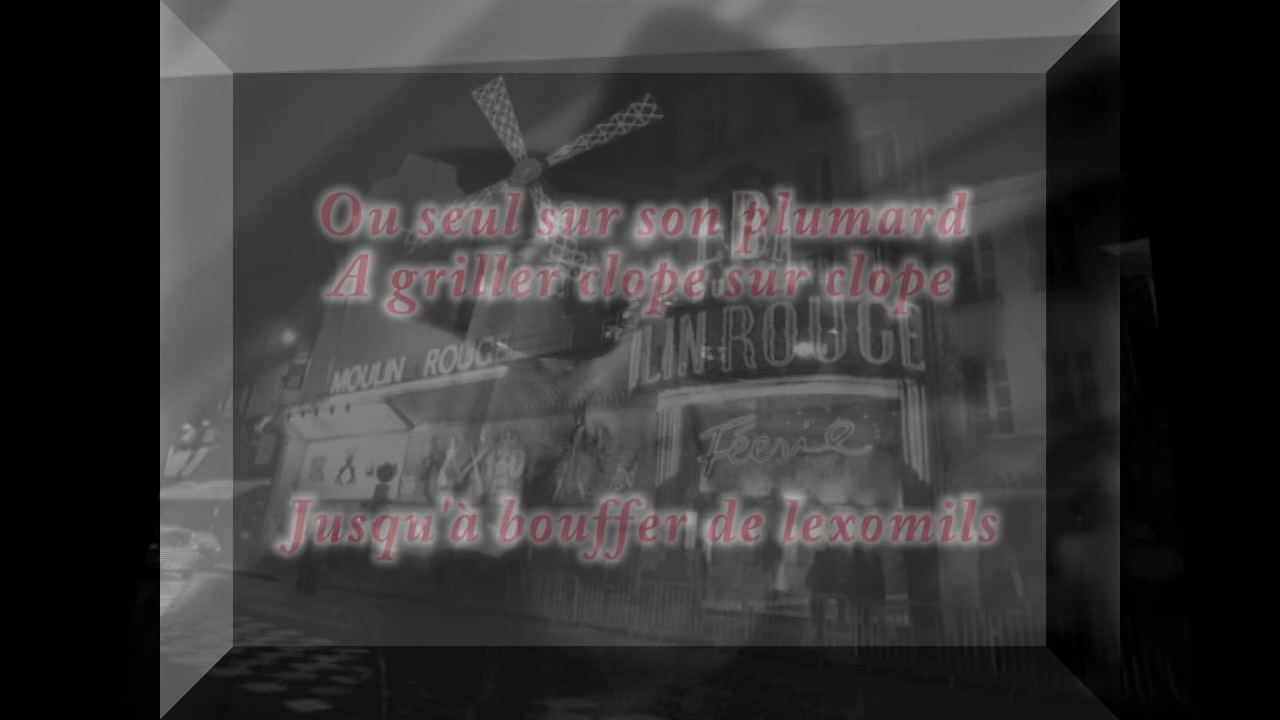 Ou seul sur son plumard
A griller clope sur clope
MOULIN ROUGE
LIN ROUGE
Féerie
Jusqu'à bouffer de lexomils